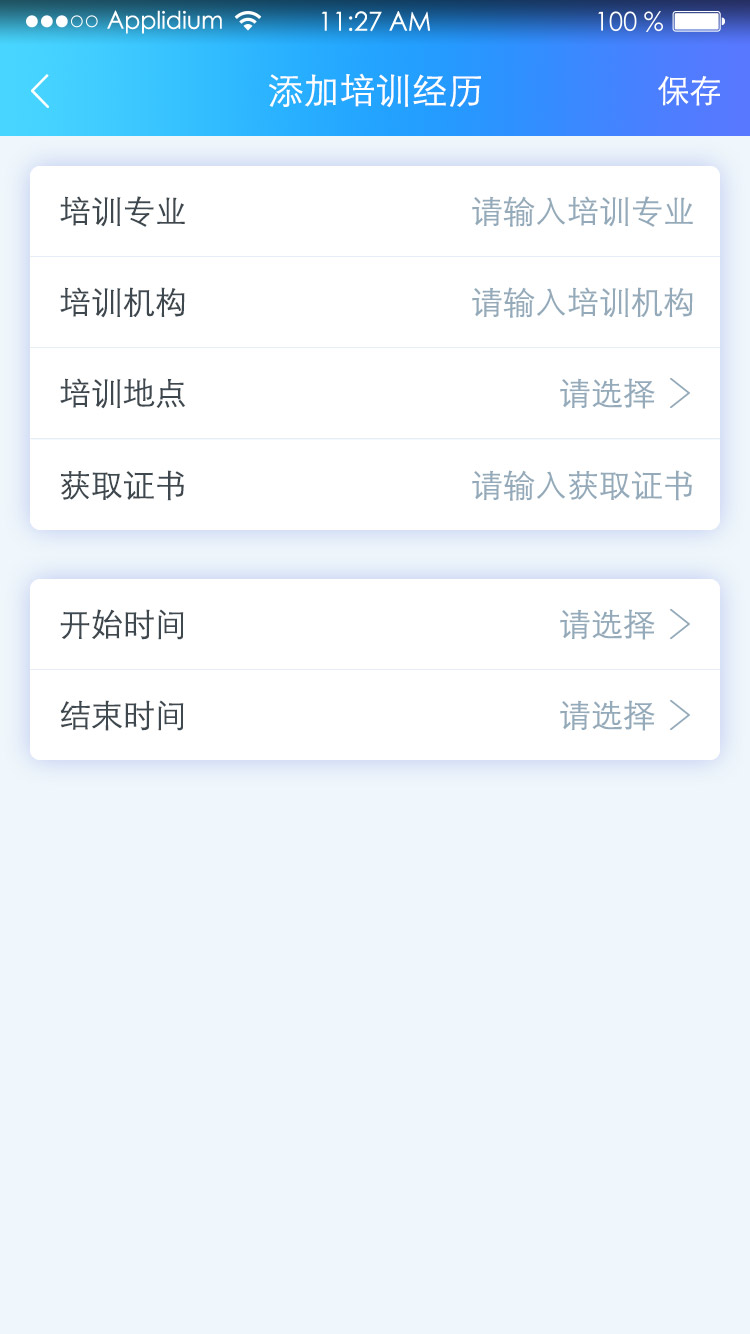 Applidium 11:27 AM 100 %
添加培训经历 保存
培训专业 请输入培训专业
培训机构 请输入培训机构
培训地点 请选择
获取证书 请输入获取证书
开始时间 请选择
结束时间 请选择